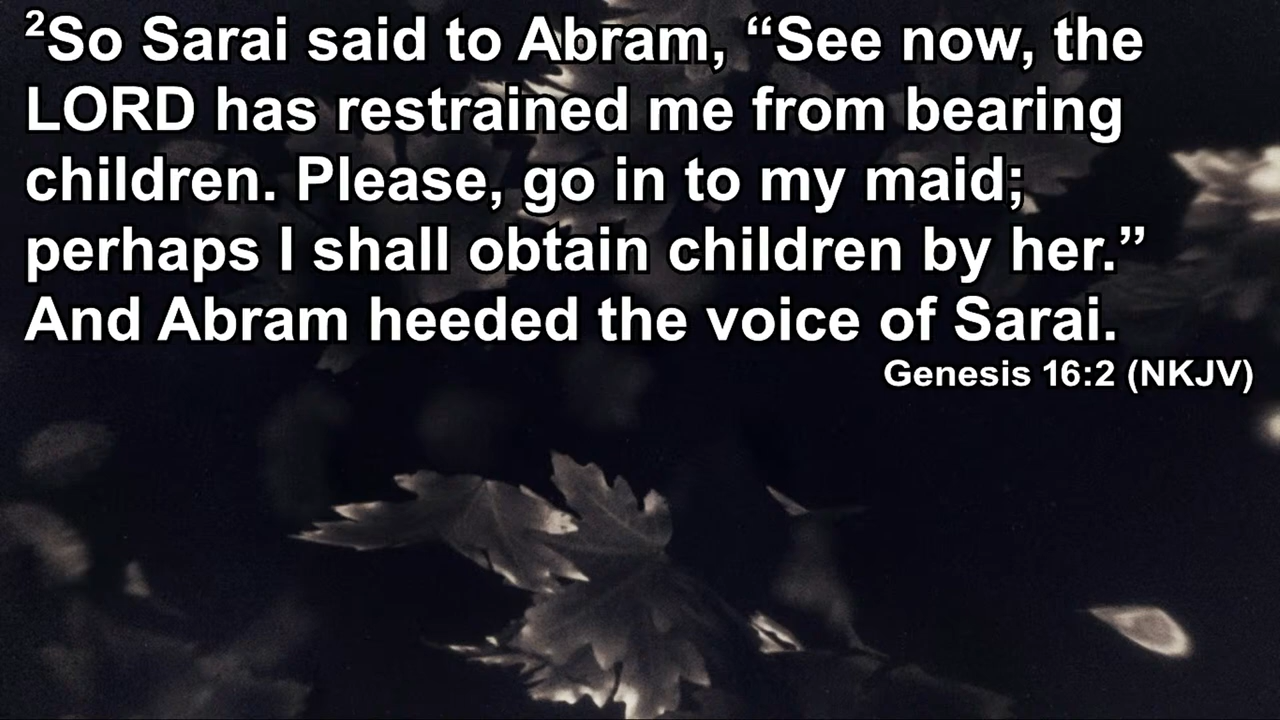 ²So Sarai said to Abram, “See now, the
LORD has restrained me from bearing
children. Please, go in to my maid;
perhaps I shall obtain children by her.”
And Abram heeded the voice of Sarai.
Genesis 16:2 (NKJV)